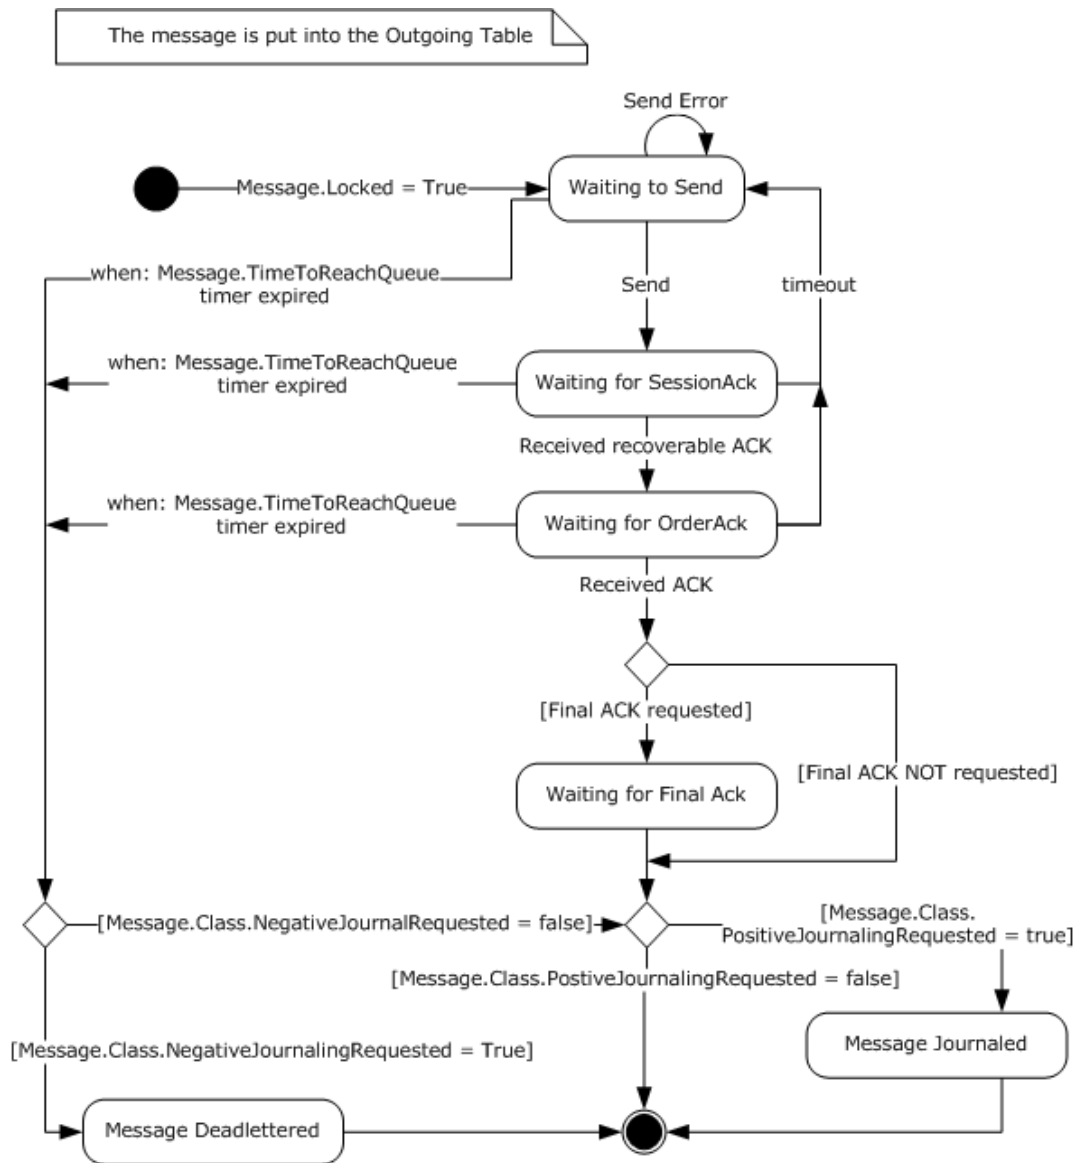 The message is put into the Outgoing Table
Send Error
Message.Locked = True
Waiting to Send
when: Message.TimeToReachQueue
timer expired
Send
timeout
when: Message.TimeToReachQueue
timer expired
Waiting for SessionAck
Received recoverable ACK
when: Message.TimeToReachQueue
timer expired
Waiting for OrderAck
Received ACK
[Final ACK requested]
[Final ACK NOT requested]
Waiting for Final Ack
[Message.Class.NegativeJournalRequested = false]
[Message.Class.
PositiveJournalingRequested = true]
[Message.Class.PostiveJournalingRequested = false]
[Message.Class.NegativeJournalingRequested = True]
Message Journaled
Message Deadlettered